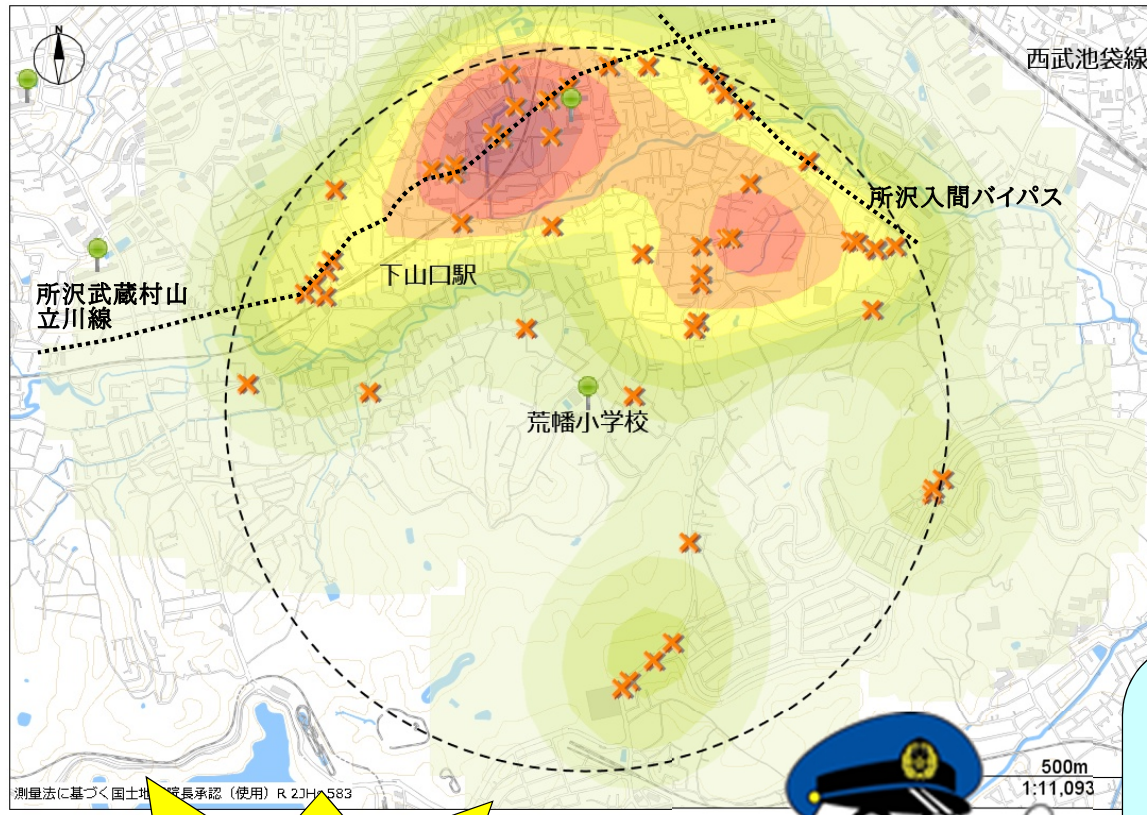 N
西武池袋線
所沢入間バイパス
下山口駅
所沢武蔵村山
立川線
荒幡小学校
500m
1:11,093
測量法に基づく国土地 院長承認（使用）R 2JHs 583